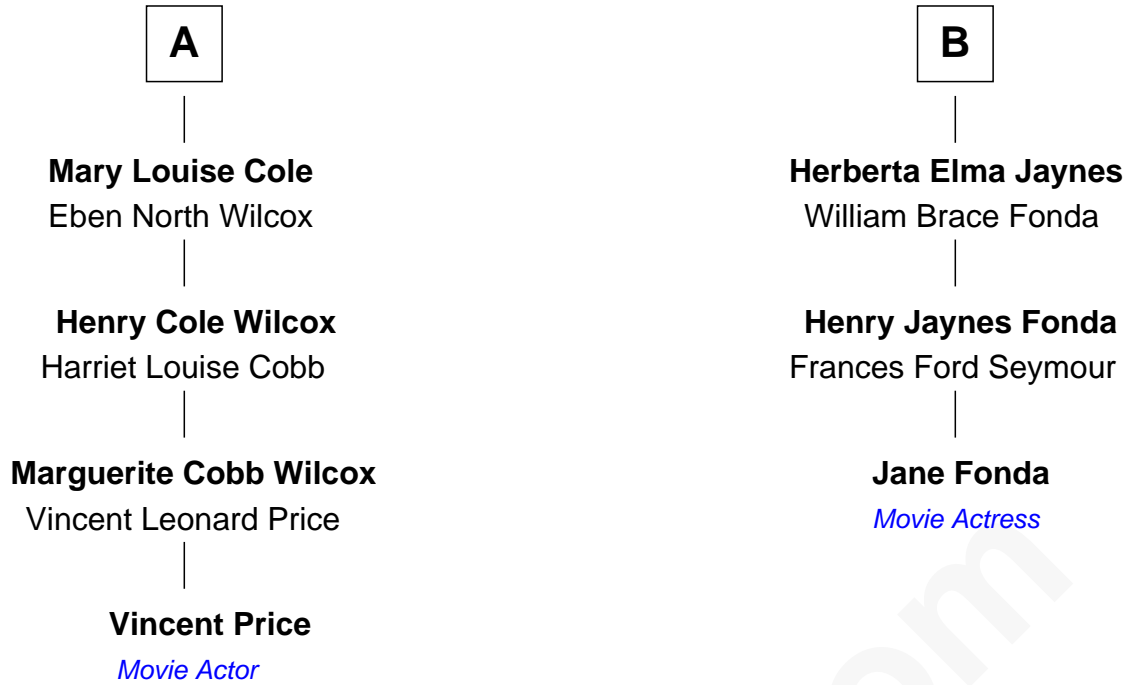 A
Mary Louise Cole
Eben North Wilcox
Henry Cole Wilcox
Harriet Louise Cobb
Marguerite Cobb Wilcox
Vincent Leonard Price
Vincent Price
Movie Actor
B
Herberta Elma Jaynes
William Brace Fonda
Henry Jaynes Fonda
Frances Ford Seymour
Jane Fonda
Movie Actress
om